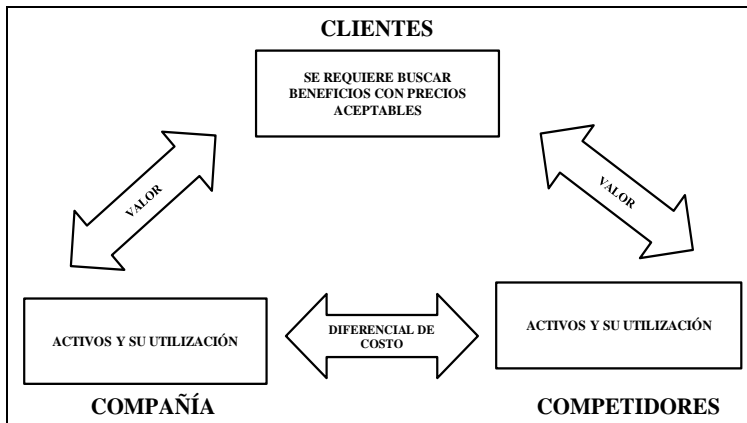 CLIENTES
SE REQUIERE BUSCAR
BENEFICIOS CON PRECIOS
ACEPTABLES
VALOR
VALOR
ACTIVOS Y SU UTILIZACIÓN
DIFERENCIAL DE
COSTO
ACTIVOS Y SU UTILIZACIÓN
COMPAÑÍA
COMPETIDORES